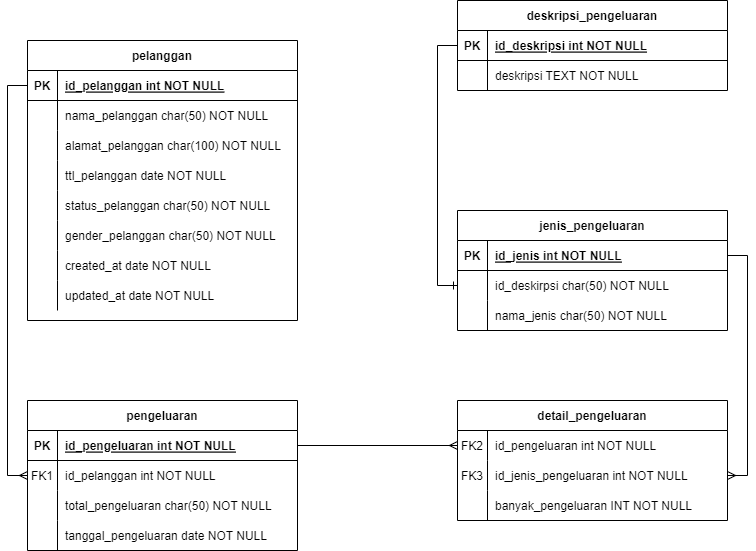 pelanggan
PK id_pelanggan int NOT NULL
nama_pelanggan char(50) NOT NULL
alamat_pelanggan char(100) NOT NULL
ttl_pelanggan date NOT NULL
status_pelanggan char(50) NOT NULL
gender_pelanggan char(50) NOT NULL
created_at date NOT NULL
updated_at date NOT NULL
deskripsi_pengeluaran
PK id_deskripsi int NOT NULL
deskripsi TEXT NOT NULL
jenis_pengeluaran
PK id_jenis int NOT NULL
id_deskirpsi char(50) NOT NULL
nama_jenis char(50) NOT NULL
pengeluaran
PK id_pengeluaran int NOT NULL
FK1 id_pelanggan int NOT NULL
total_pengeluaran char(50) NOT NULL
tanggal_pengeluaran date NOT NULL
detail_pengeluaran
FK2 id_pengeluaran int NOT NULL
FK3 id_jenis_pengeluaran int NOT NULL
banyak_pengeluaran INT NOT NULL